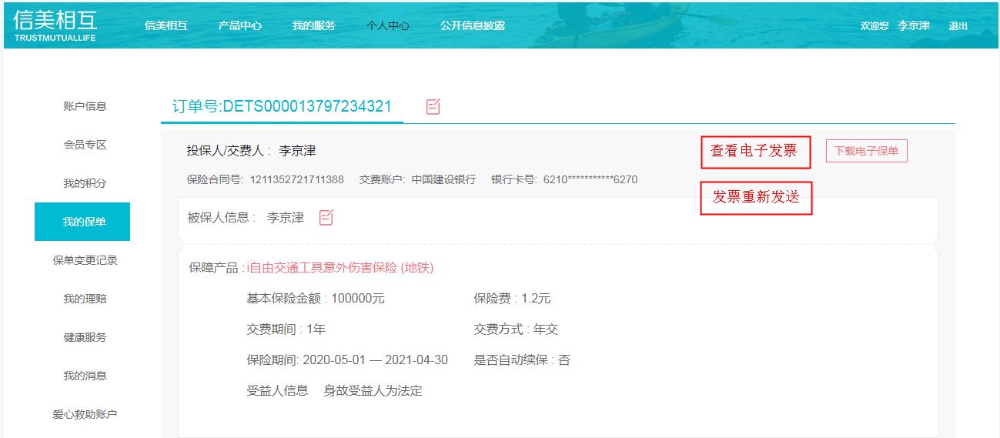 信美相互
TRUSTMUTUALLIFE
信美相互 产品中心 我的服务 个人中心 公开信息披露 欢迎您 李京津 退出
账户信息
会员专区
我的积分
我的保单
保单变更记录
我的理赔
健康服务
我的消息
爱心救助账户
订单号:DETS000013797234321
投保人/交费人： 李京津
查看电子发票
下载电子保单
保险合同号: 1211352721711388 交费账户: 中国建设银行 银行卡号: 6210***********6270
发票重新发送
被保人信息： 李京津
保障产品 : i自由交通工具意外伤害保险 (地铁)
基本保险金额 : 100000元 保险费 : 1.2元
交费期间 : 1年 交费方式 : 年交
保险期间: 2020-05-01 — 2021-04-30 是否自动续保 : 否
受益人信息 身故受益人为法定